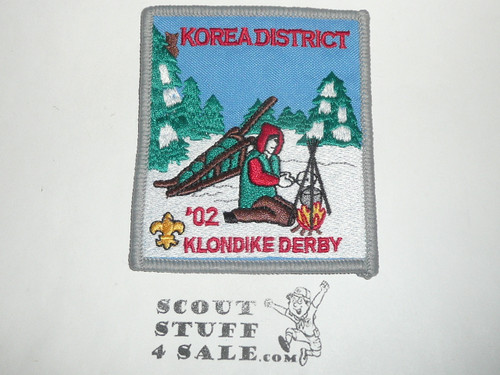 KOREA DISTRICT
'02
KLONDIKE DERBY
SCOUT
STUFF
4 SALE.com